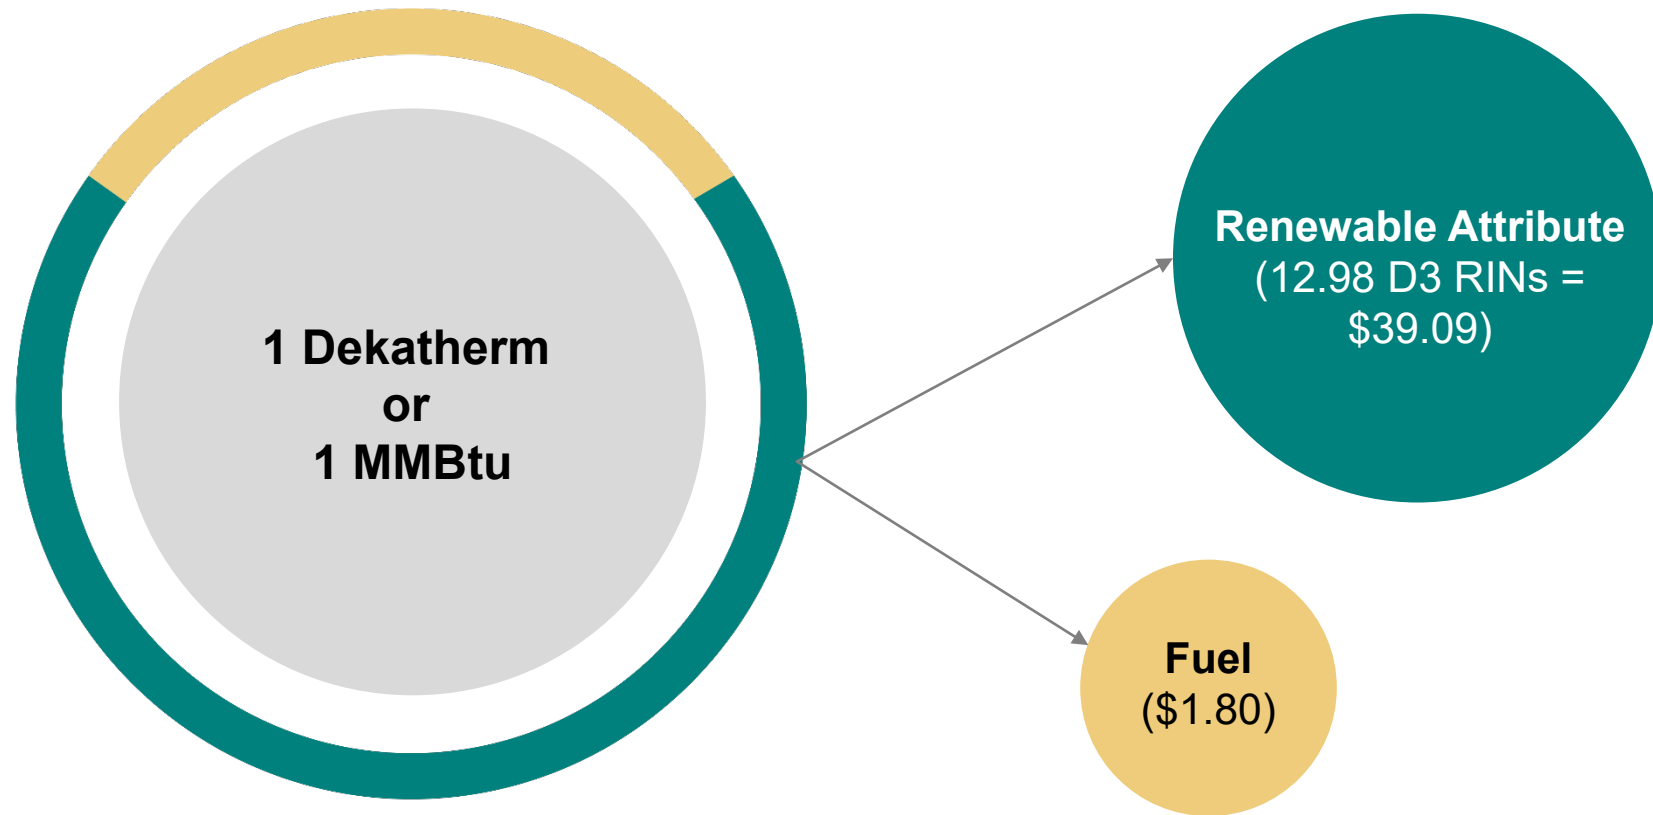 1 Dekatherm
or
1 MMBtu
Renewable Attribute
(12.98 D3 RINs =
$39.09)
Fuel
($1.80)